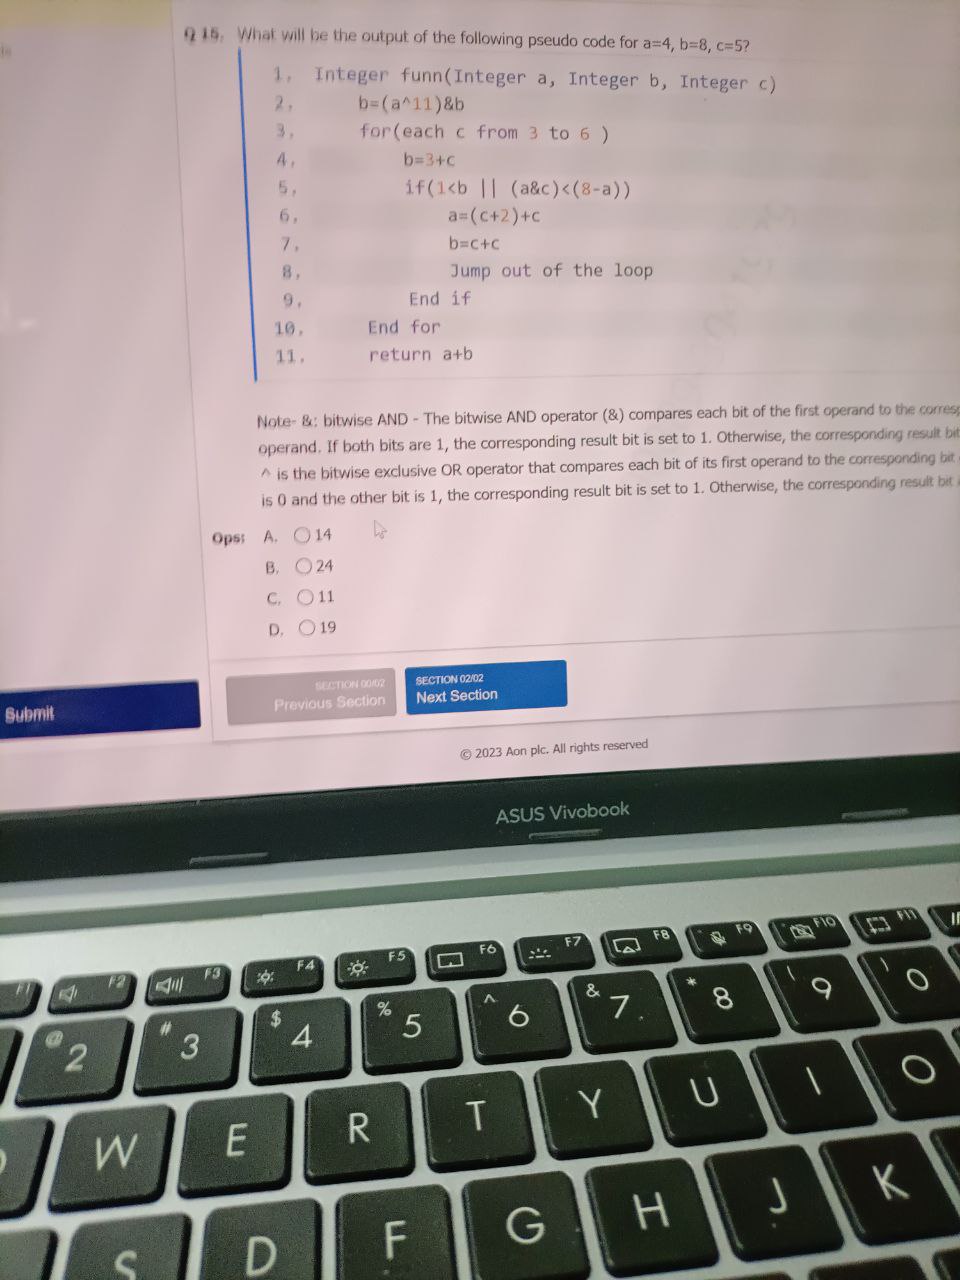 Q 15. What will be the output of the following pseudo code for a=4, b=8, c=5?
1. Integer funn(Integer a, Integer b, Integer c)
2. b=(a^11)&b
3. for(each c from 3 to 6 )
4. b=3+c
5. if(1<b || (a&c)<(8-a))
6. a=(c+2)+c
7. b=c+c
8. Jump out of the loop
9. End if
10. End for
11. return a+b
Note- &: bitwise AND - The bitwise AND operator (&) compares each bit of the first operand to the
operand. If both bits are 1, the corresponding result bit is set to 1. Otherwise, the corresponding result bit
^ is the bitwise exclusive OR operator that compares each bit of its first operand to the corresponding bit
is 0 and the other bit is 1, the corresponding result bit is set to 1. Otherwise, the corresponding result bit
Ops: A. 14
B. 24
C. 11
D. 19
SECTION 00/02
Previous Section
SECTION 02/02
Next Section
Submit
© 2023 Aon plc. All rights reserved
ASUS Vivobook
F1 F2 F3 F4 F5 F6 F7 F8 F9 F10 F11
@ 2 # 3 $ 4 % 5 ^ 6 & 7 * 8 ( 9 ) 0
W E R T Y U I O
S D F G H J K